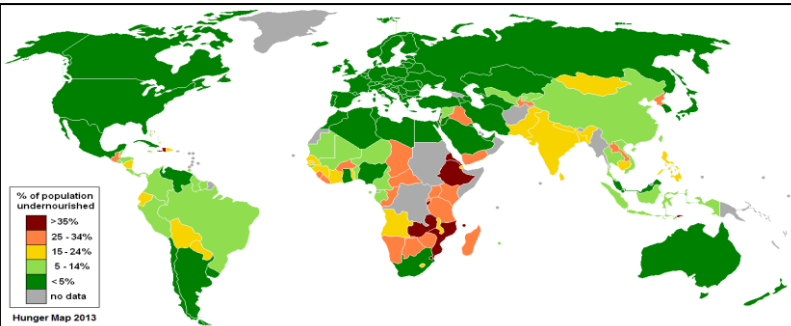 % of population
undernourished
>35%
25 - 34%
15 - 24%
5 - 14%
<5%
no data
Hunger Map 2013